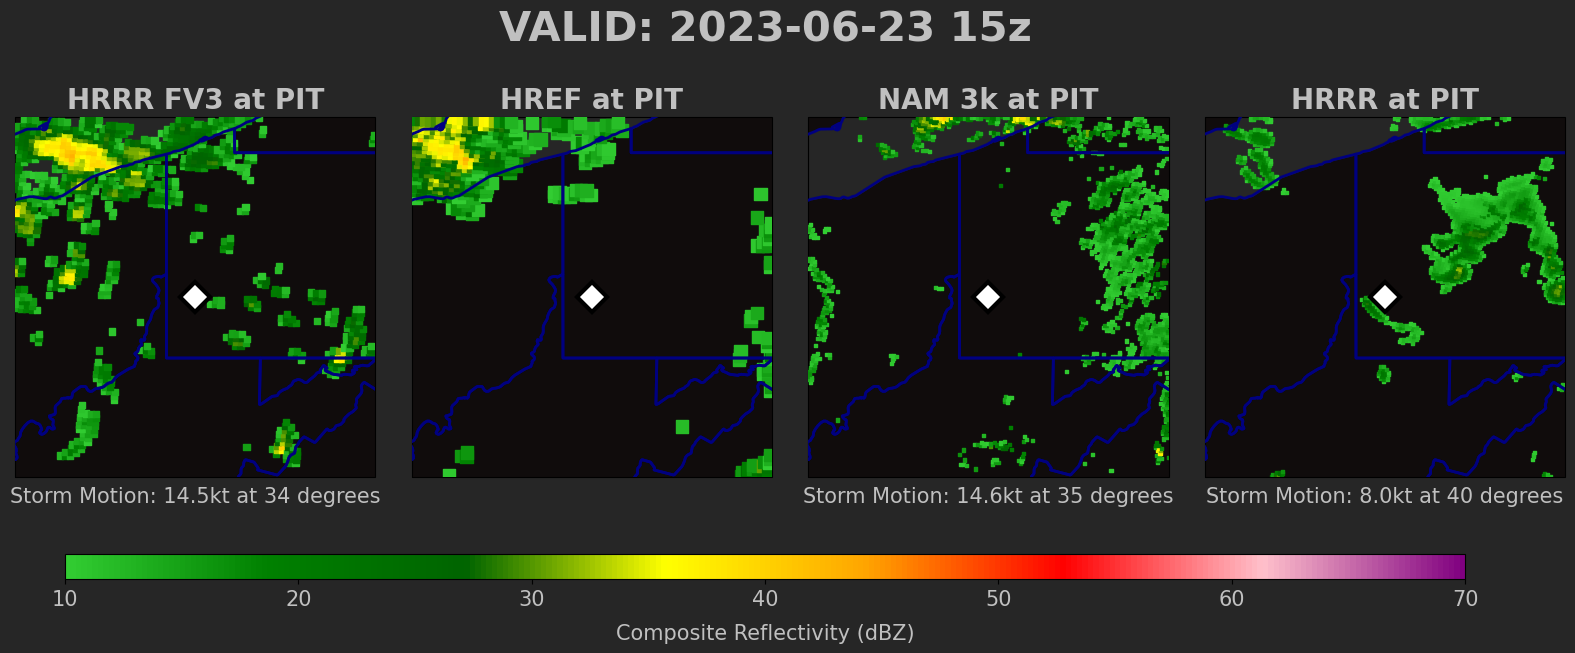 VALID: 2023-06-23 15z
HRRR FV3 at PIT
HREF at PIT
NAM 3k at PIT
HRRR at PIT
Storm Motion: 14.5kt at 34 degrees
Storm Motion: 14.6kt at 35 degrees
Storm Motion: 8.0kt at 40 degrees
10 20 30 40 50 60 70
Composite Reflectivity (dBZ)